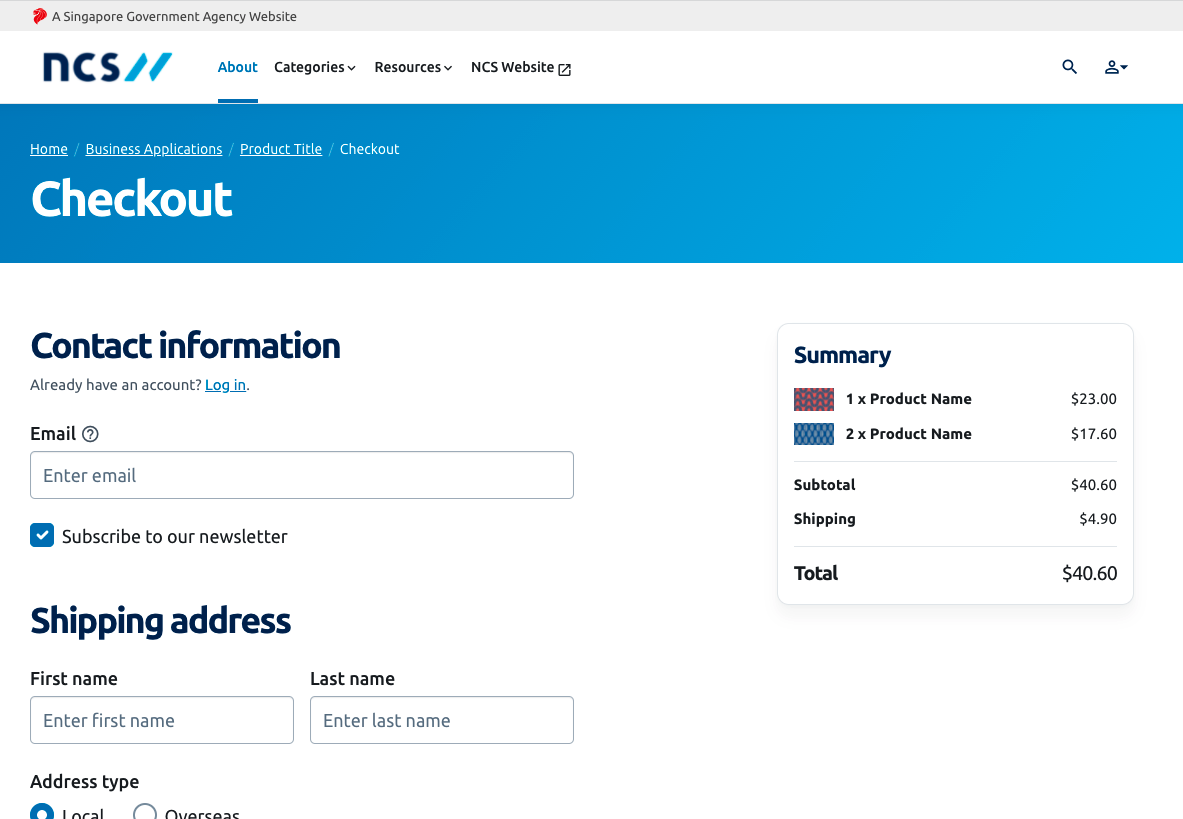 A Singapore Government Agency Website
ncs
About Categories Resources NCS Website
Home / Business Applications / Product Title / Checkout
Checkout
Contact information
Already have an account? Log in.
Email
Enter email
Subscribe to our newsletter
Shipping address
First name Last name
Enter first name Enter last name
Address type
Local Overseas
Summary
1 x Product Name $23.00
2 x Product Name $17.60
Subtotal $40.60
Shipping $4.90
Total $40.60